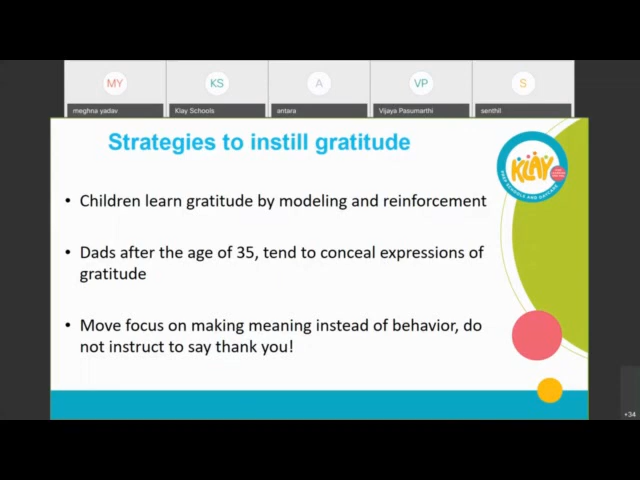 MY
KS
A
VP
S
meghna yadav
Klay Schools
antara
Vijaya Pasumarthi
senthil
Strategies to instill gratitude
KLAY
• Children learn gratitude by modeling and reinforcement
• Dads after the age of 35, tend to conceal expressions of
gratitude
• Move focus on making meaning instead of behavior, do
not instruct to say thank you!
+34